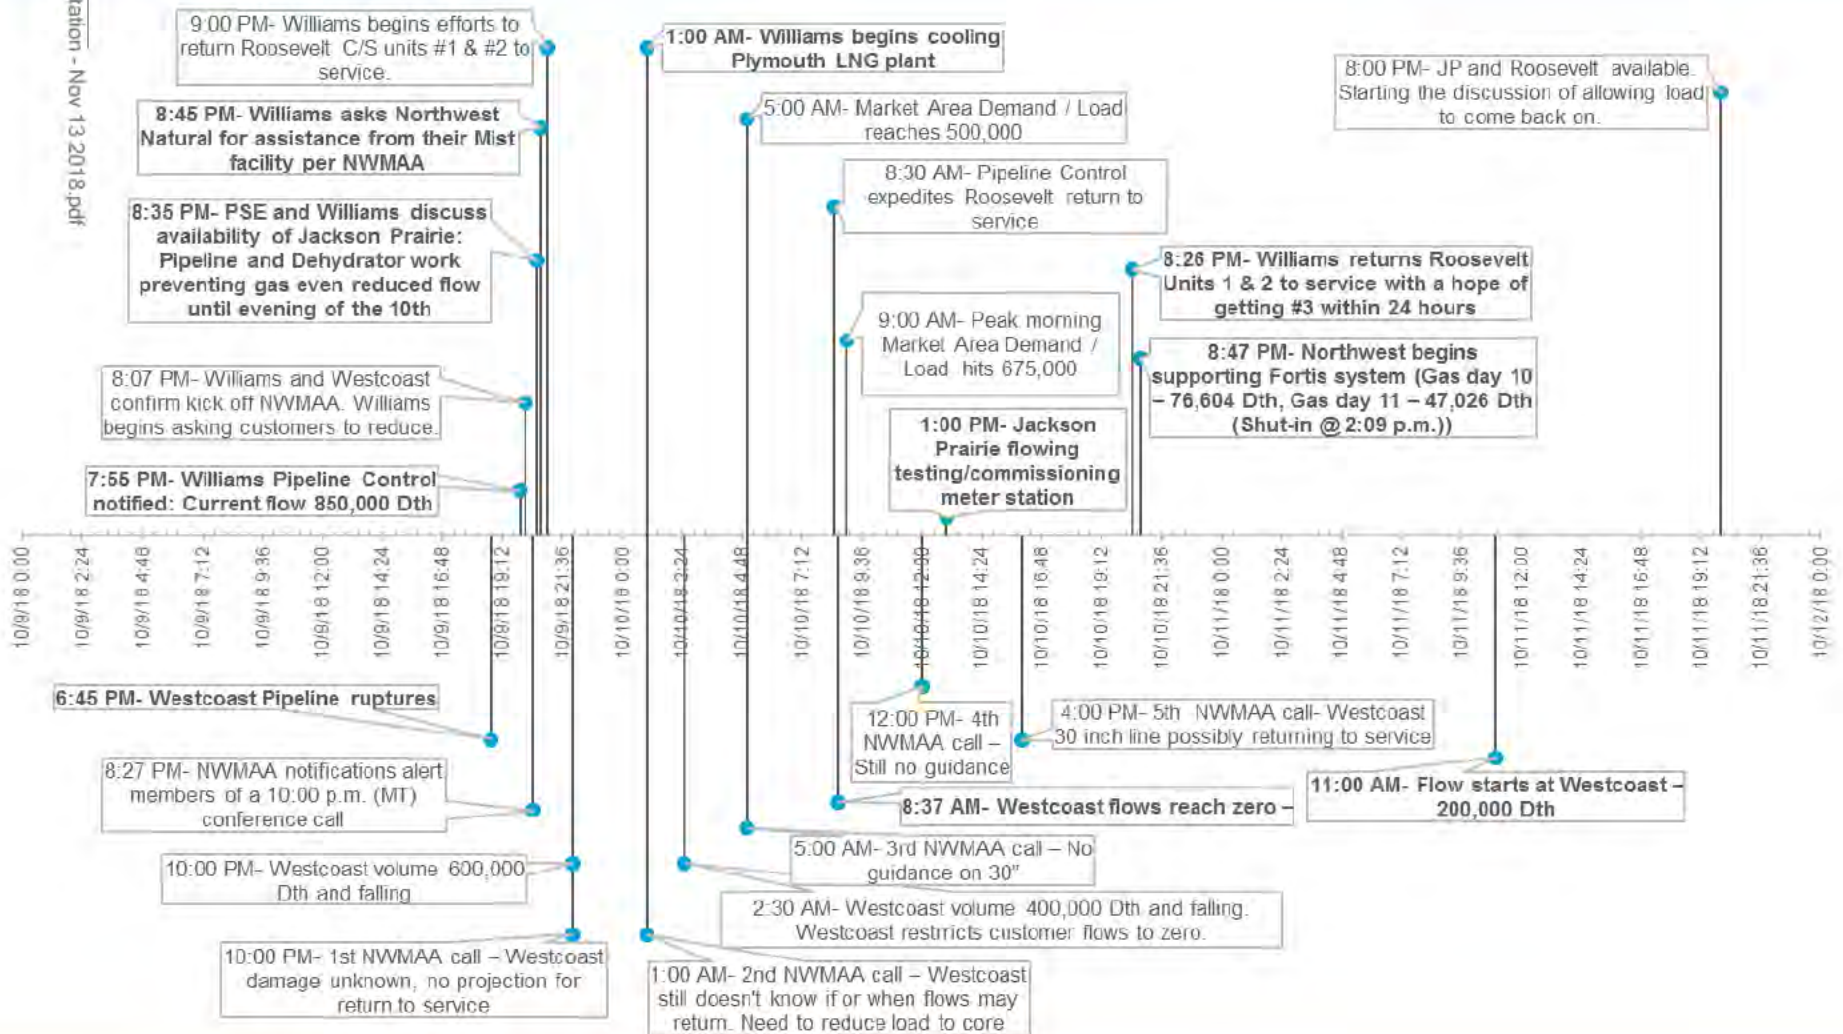 tation - Nov 13 2018.pdf
9:00 PM- Williams begins efforts to
return Roosevelt C/S units #1 & #2 to
service.
1:00 AM- Williams begins cooling
Plymouth LNG plant
8:00 PM- JP and Roosevelt available.
Starting the discussion of allowing load
to come back on.
8:45 PM- Williams asks Northwest
Natural for assistance from their Mist
facility per NWMAA
5:00 AM- Market Area Demand / Load
reaches 500,000
8:30 AM- Pipeline Control
expedites Roosevelt return to
service
8:35 PM- PSE and Williams discuss
availability of Jackson Prairie:
Pipeline and Dehydrator work
preventing gas even reduced flow
until evening of the 10th
8:26 PM- Williams returns Roosevelt
Units 1 & 2 to service with a hope of
getting #3 within 24 hours
9:00 AM- Peak morning
Market Area Demand /
Load hits 675,000
8:47 PM- Northwest begins
supporting Fortis system (Gas day 10
– 76,604 Dth, Gas day 11 – 47,026 Dth
(Shut-in @ 2:09 p.m.))
8:07 PM- Williams and Westcoast
confirm kick off NWMAA. Williams
begins asking customers to reduce.
1:00 PM- Jackson
Prairie flowing
testing/commissioning
meter station
7:55 PM- Williams Pipeline Control
notified: Current flow 850,000 Dth
10/9/18 0:00
10/9/18 2:24
10/9/18 4:48
10/9/18 7:12
10/9/18 9:36
10/9/18 12:00
10/9/18 14:24
10/9/18 16:48
10/9/18 19:12
10/9/18 21:36
10/10/18 0:00
10/10/18 2:24
10/10/18 4:48
10/10/18 7:12
10/10/18 9:36
10/10/18 12:00
10/10/18 14:24
10/10/18 16:48
10/10/18 19:12
10/10/18 21:36
10/11/18 0:00
10/11/18 2:24
10/11/18 4:48
10/11/18 7:12
10/11/18 9:36
10/11/18 12:00
10/11/18 14:24
10/11/18 16:48
10/11/18 19:12
10/11/18 21:36
10/12/18 0:00
6:45 PM- Westcoast Pipeline ruptures
12:00 PM- 4th
NWMAA call –
Still no guidance
4:00 PM- 5th NWMAA call- Westcoast
30 inch line possibly returning to service
8:27 PM- NWMAA notifications alert
members of a 10:00 p.m. (MT)
conference call
11:00 AM- Flow starts at Westcoast –
200,000 Dth
8:37 AM- Westcoast flows reach zero –
5:00 AM- 3rd NWMAA call – No
guidance on 30"
10:00 PM- Westcoast volume 600,000
Dth and falling
2:30 AM- Westcoast volume 400,000 Dth and falling.
Westcoast restrricts customer flows to zero.
10:00 PM- 1st NWMAA call – Westcoast
damage unknown, no projection for
return to service
1:00 AM- 2nd NWMAA call – Westcoast
still doesn't know if or when flows may
return. Need to reduce load to core